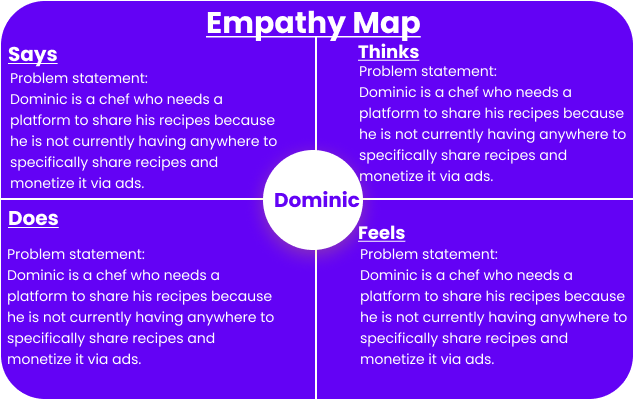 Empathy Map
Says
Problem statement:
Dominic is a chef who needs a
platform to share his recipes because
he is not currently having anywhere to
specifically share recipes and
monetize it via ads.
Thinks
Problem statement:
Dominic is a chef who needs a
platform to share his recipes because
he is not currently having anywhere to
specifically share recipes and
monetize it via ads.
Dominic
Does
Problem statement:
Dominic is a chef who needs a
platform to share his recipes because
he is not currently having anywhere to
specifically share recipes and
monetize it via ads.
Feels
Problem statement:
Dominic is a chef who needs a
platform to share his recipes because
he is not currently having anywhere to
specifically share recipes and
monetize it via ads.